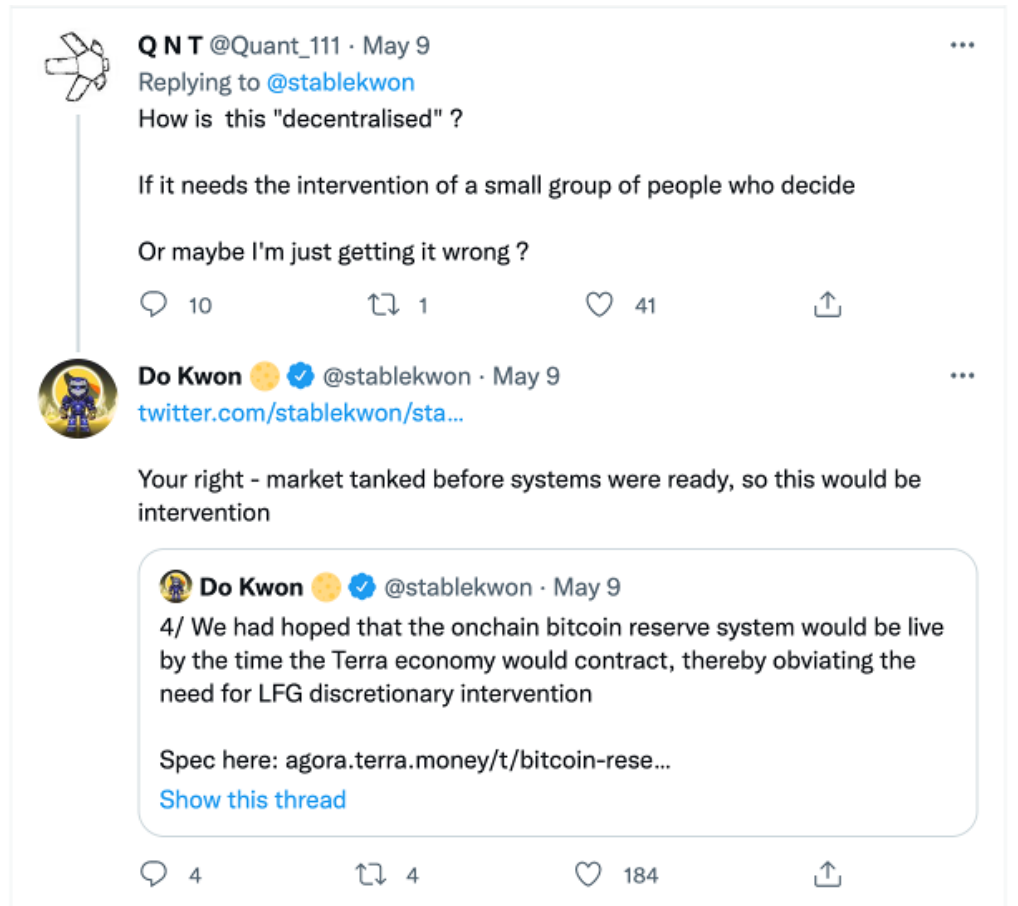 Q N T @Quant_111 · May 9
Replying to @stablekwon
How is this "decentralised" ?
If it needs the intervention of a small group of people who decide
Or maybe I'm just getting it wrong ?
10 1 41
Do Kwon @stablekwon · May 9
twitter.com/stablekwon/sta...
Your right - market tanked before systems were ready, so this would be
intervention
Do Kwon @stablekwon · May 9
4/ We had hoped that the onchain bitcoin reserve system would be live
by the time the Terra economy would contract, thereby obviating the
need for LFG discretionary intervention
Spec here: agora.terra.money/t/bitcoin-rese...
Show this thread
4 4 184